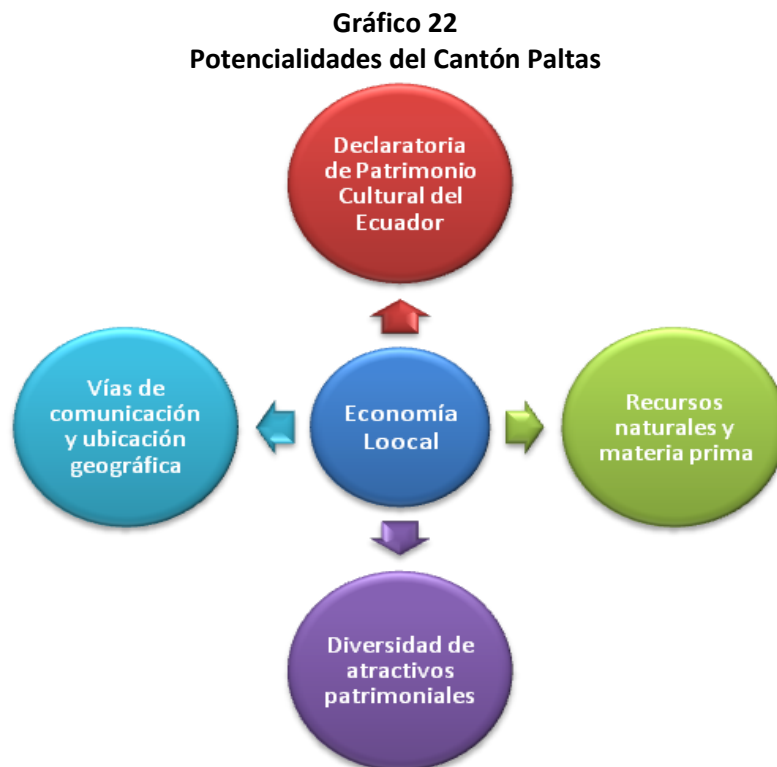 Gráfico 22
Potencialidades del Cantón Paltas
Declaratoria
de Patrimonio
Cultural del
Ecuador
Vías de
comunicación
y ubicación
geográfica
Economía
Loocal
Recursos
naturales y
materia prima
Diversidad de
atractivos
patrimoniales